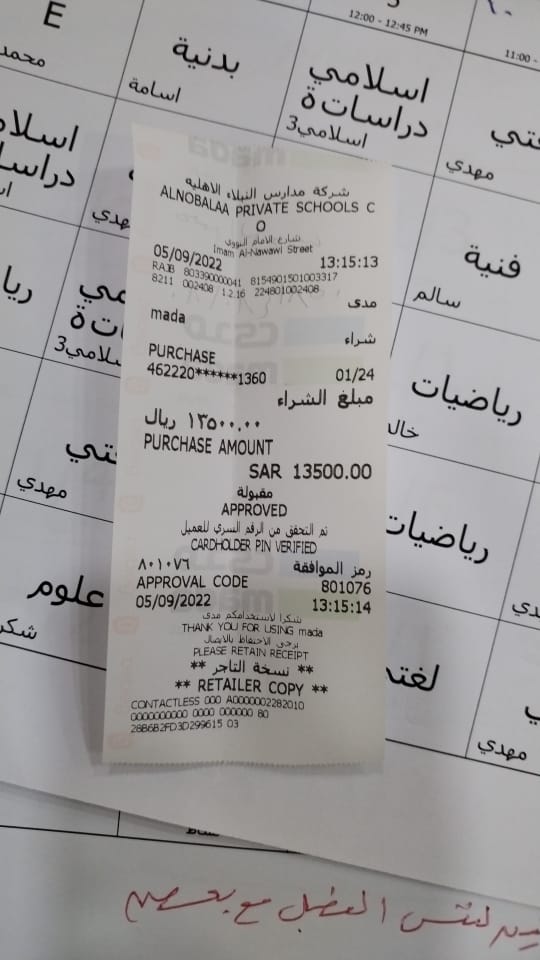 E
12:00 - 12:45 PM
11:00 -
بدنية
اسامة
اسلامي
دراسات ة
اسلامي3
مهدي
محمد
شركة مدارس النبلاء الاهليه
ALNOBALAA PRIVATE SCHOOLS C
O
شارع الامام النووي
Imam Al-Nawawi Street
05/09/2022 13:15:13
RAJB 803390000041 8154901501003317
8211 002408 1.2.16 224801002408
مدى
mada
شراء
PURCHASE
462220******1360 01/24
مبلغ الشراء
١٣٥٠٠.٠٠ ريال
PURCHASE AMOUNT
SAR 13500.00
مقبولة
APPROVED
تم التحقق من الرقم السري للعميل
CARDHOLDER PIN VERIFIED
٨٠١٠٧٦ رمز الموافقة
APPROVAL CODE 801076
05/09/2022 13:15:14
شكرا لاستخدامكم مدى
THANK YOU FOR USING mada
يرجى الاحتفاظ بالايصال
PLEASE RETAIN RECEIPT
** نسخة التاجر **
** RETAILER COPY **
CONTACTLESS 000 A0000002282010
0000000000 0000 000000 80
28B6B2FD3D299615 03
فنية
سالم
رياضيات
رياضيات
مهدي
مهدي
علوم
اسلامي3
مهدي